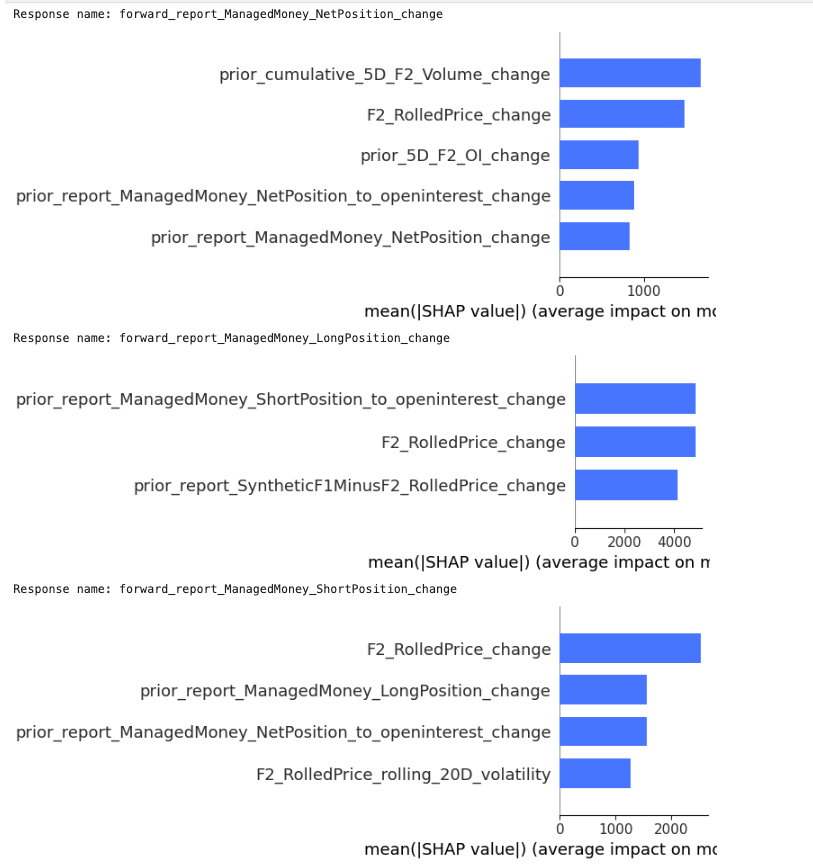 Response name: forward_report_ManagedMoney_NetPosition_change
prior_cumulative_5D_F2_Volume_change
F2_RolledPrice_change
prior_5D_F2_OI_change
prior_report_ManagedMoney_NetPosition_to_openinterest_change
prior_report_ManagedMoney_NetPosition_change
0 1000
mean(|SHAP value|) (average impact on mo
Response name: forward_report_ManagedMoney_LongPosition_change
prior_report_ManagedMoney_ShortPosition_to_openinterest_change
F2_RolledPrice_change
prior_report_SyntheticF1MinusF2_RolledPrice_change
0 2000 4000
mean(|SHAP value|) (average impact on m
Response name: forward_report_ManagedMoney_ShortPosition_change
F2_RolledPrice_change
prior_report_ManagedMoney_LongPosition_change
prior_report_ManagedMoney_NetPosition_to_openinterest_change
F2_RolledPrice_rolling_20D_volatility
0 1000 2000
mean(|SHAP value|) (average impact on mo